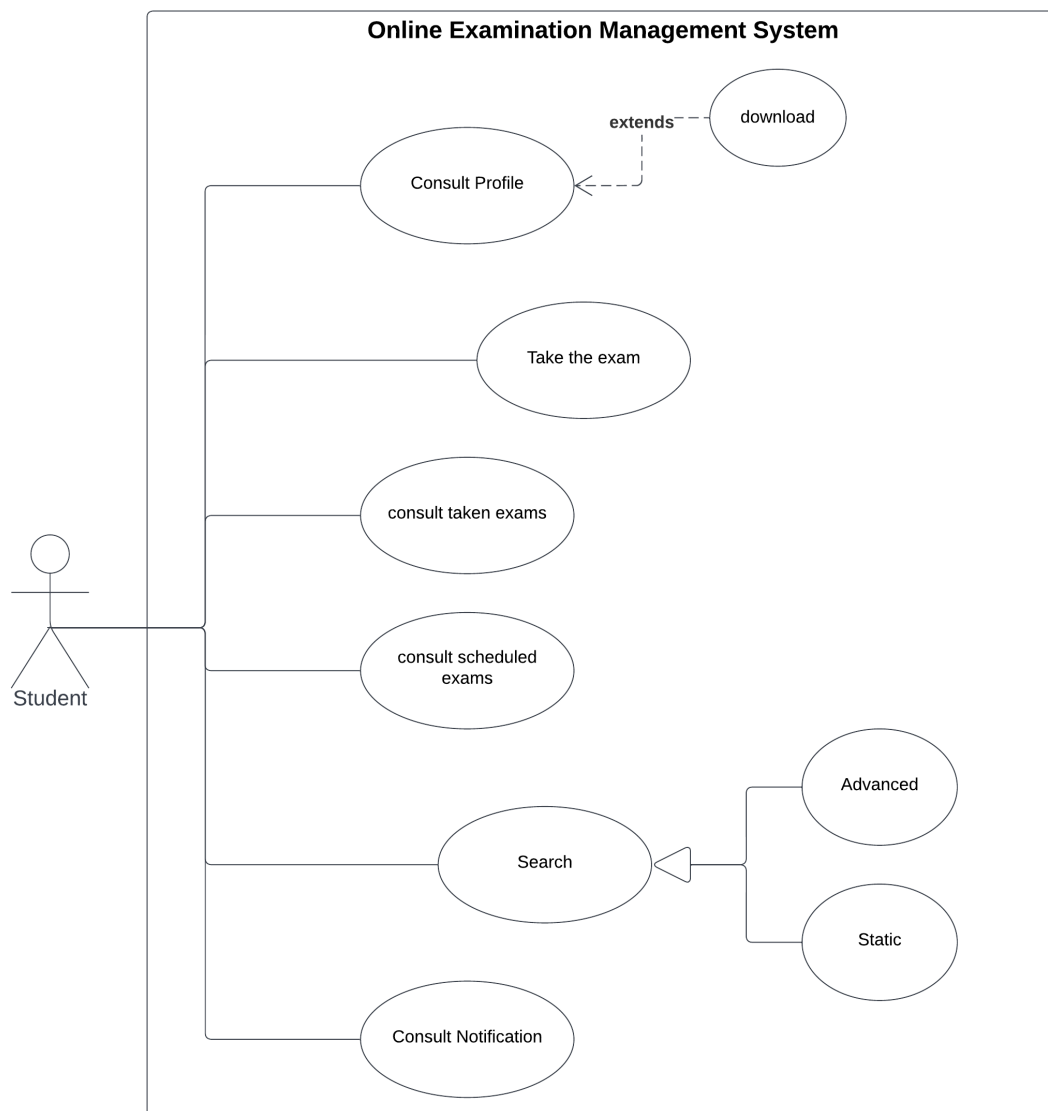 Online Examination Management System
download
extends
Consult Profile
Take the exam
consult taken exams
consult scheduled
exams
Student
Advanced
Search
Static
Consult Notification